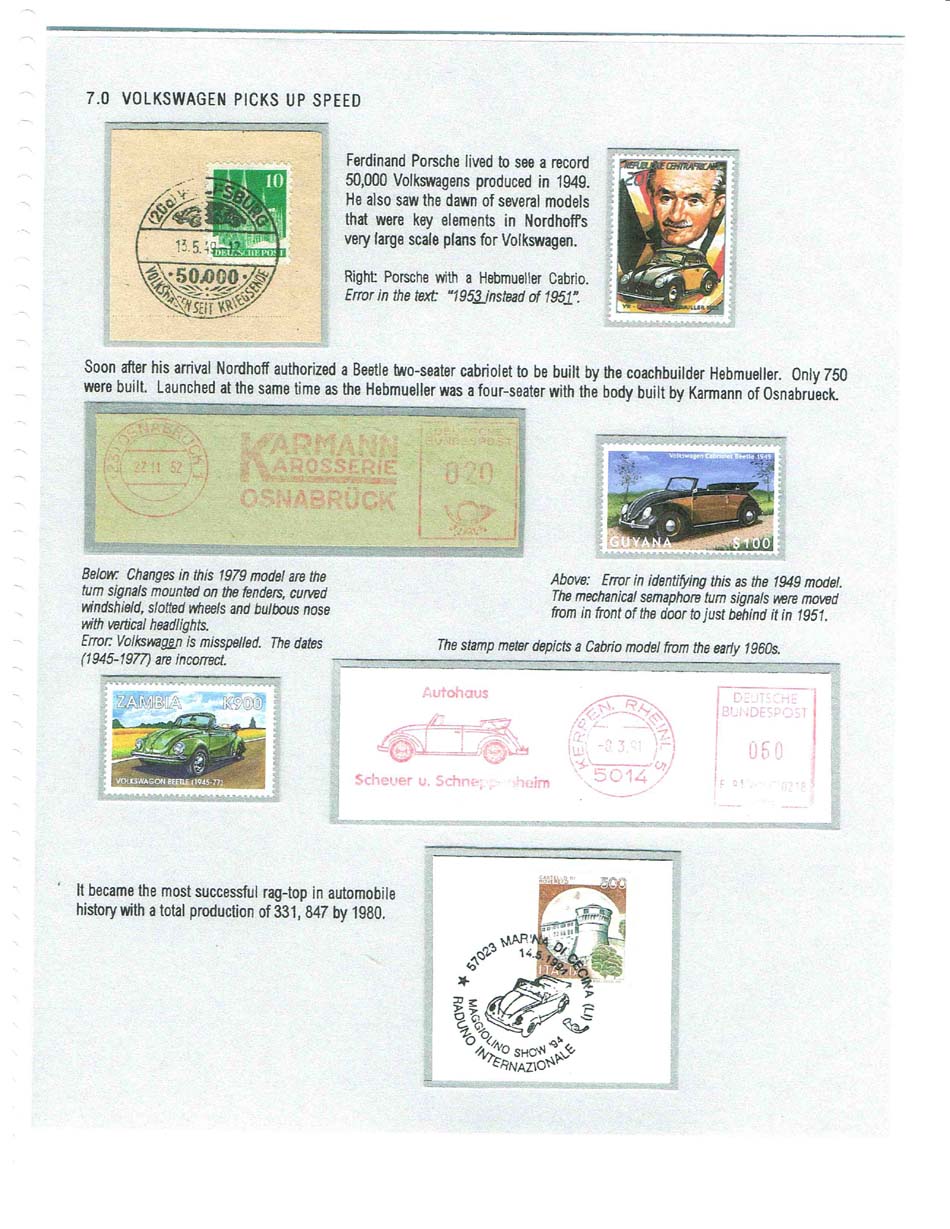 7.0 VOLKSWAGEN PICKS UP SPEED
10
DEUTSCHE POST
13.5.49-12
50.000
VOLKSWAGEN SEIT KRIEGSENDE
Ferdinand Porsche lived to see a record
50,000 Volkswagens produced in 1949.
He also saw the dawn of several models
that were key elements in Nordhoff's
very large scale plans for Volkswagen.
Right: Porsche with a Hebmueller Cabrio.
Error in the text: "1953 instead of 1951".
REPUBLIQUE CENTRAFRICAINE
Soon after his arrival Nordhoff authorized a Beetle two-seater cabriolet to be built by the coachbuilder Hebmueller. Only 750
were built. Launched at the same time as the Hebmueller was a four-seater with the body built by Karmann of Osnabrueck.
(23) OSNABRÜCK 1
22 11 62
KARMANN
KAROSSERIE
OSNABRÜCK
DEUTSCHE
BUNDESPOST
020
Volkswagen Cabriolet Beetle 1949
GUYANA $100
Below: Changes in this 1979 model are the
turn signals mounted on the fenders, curved
windshield, slotted wheels and bulbous nose
with vertical headlights.
Error: Volkswagen is misspelled. The dates
(1945-1977) are incorrect.
Above: Error in identifying this as the 1949 model.
The mechanical semaphore turn signals were moved
from in front of the door to just behind it in 1951.
The stamp meter depicts a Cabrio model from the early 1960s.
ZAMBIA K900
VOLKSWAGON BEETLE (1945-77)
Autohaus
Scheuer u. Schneppenheim
KERPEN, RHEINL 5
-8.3.91
5014
DEUTSCHE
BUNDESPOST
060
It became the most successful rag-top in automobile
history with a total production of 331, 847 by 1980.
CASTELLO DI
ROVERETO
500
ITALIA
57023 MARINA DI CECINA (LI)
14.5.1994
MAGGIOLINO SHOW '94
RADUNO INTERNAZIONALE